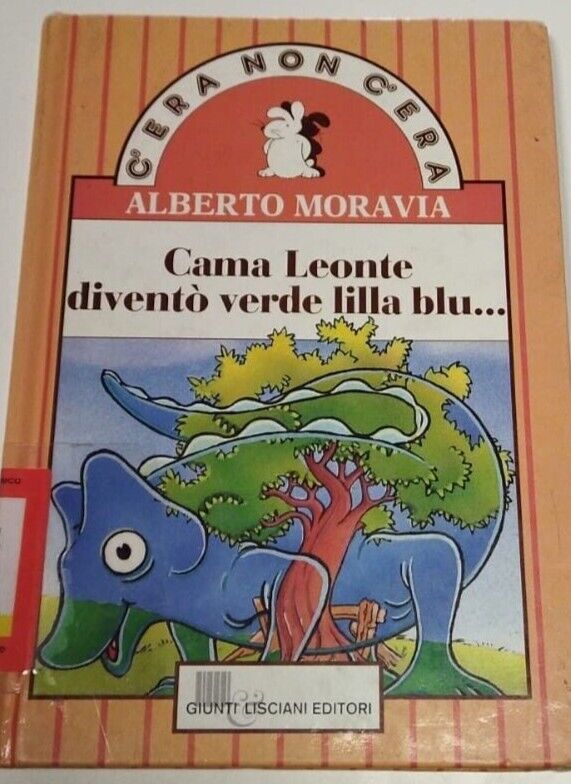 C'ERA NON C'ERA
ALBERTO MORAVIA
Cama Leonte
diventò verde lilla blu...
GIUNTI & LISCIANI EDITORI